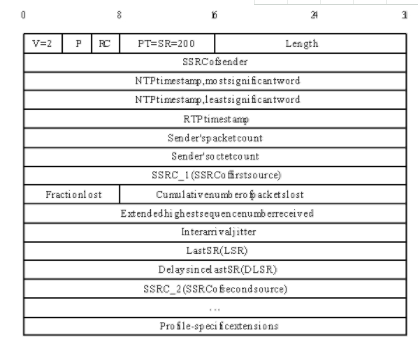 0 8 16 24 31
V=2 P RC PT=SR=200 Length
SSRCofsender
NTPtimestamp,mostsignificantword
NTPtimestamp,leastsignificantword
RTPtimestamp
Sender'spacketcount
Sender'soctetcount
SSRC_1(SSRCoffirstsource)
Fractionlost Cumulativenumberofpacketslost
Extendedhighestsequencenumberreceived
Interarrivaljitter
LastSR(LSR)
DelaysincelastSR(DLSR)
SSRC_2(SSRCofsecondsource)
...
Profile-specificextensions